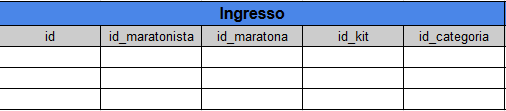 Ingresso
id id_maratonista id_maratona id_kit id_categoria